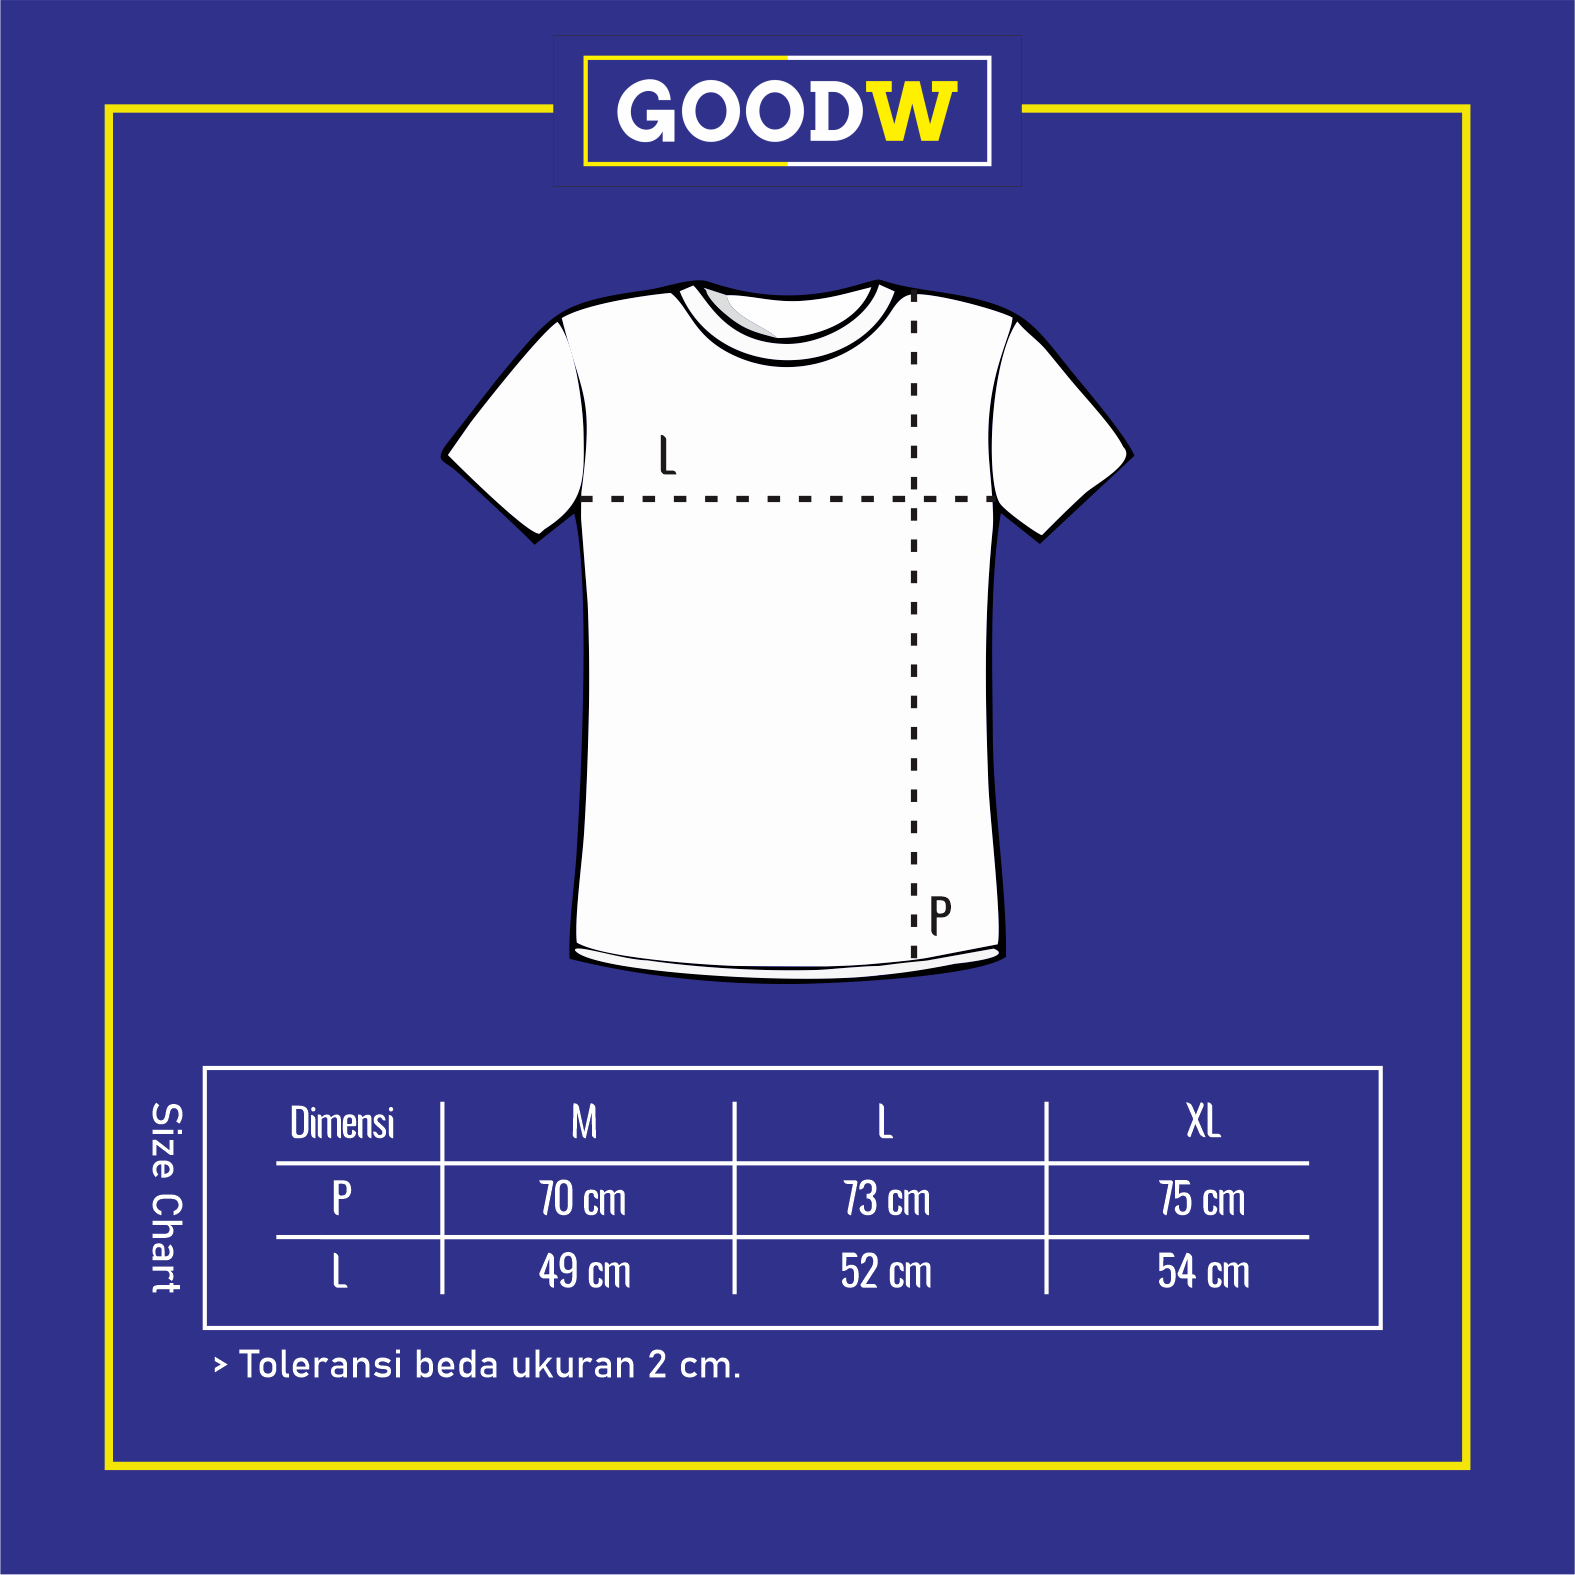 GOODW
L
P
Size Chart
Dimensi M L XL
P 70 cm 73 cm 75 cm
L 49 cm 52 cm 54 cm
> Toleransi beda ukuran 2 cm.